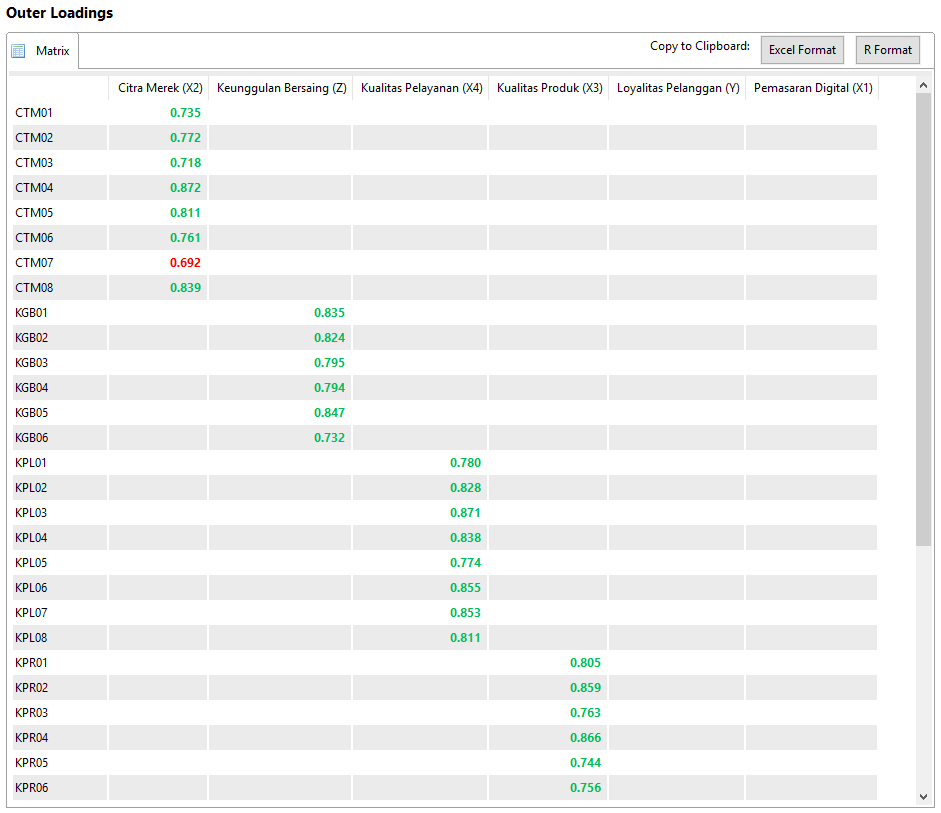 Outer Loadings
Matrix Copy to Clipboard: Excel Format R Format
Citra Merek (X2) Keunggulan Bersaing (Z) Kualitas Pelayanan (X4) Kualitas Produk (X3) Loyalitas Pelanggan (Y) Pemasaran Digital (X1)
CTM01 0.735
CTM02 0.772
CTM03 0.718
CTM04 0.872
CTM05 0.811
CTM06 0.761
CTM07 0.692
CTM08 0.839
KGB01 0.835
KGB02 0.824
KGB03 0.795
KGB04 0.794
KGB05 0.847
KGB06 0.732
KPL01 0.780
KPL02 0.828
KPL03 0.871
KPL04 0.838
KPL05 0.774
KPL06 0.855
KPL07 0.853
KPL08 0.811
KPR01 0.805
KPR02 0.859
KPR03 0.763
KPR04 0.866
KPR05 0.744
KPR06 0.756